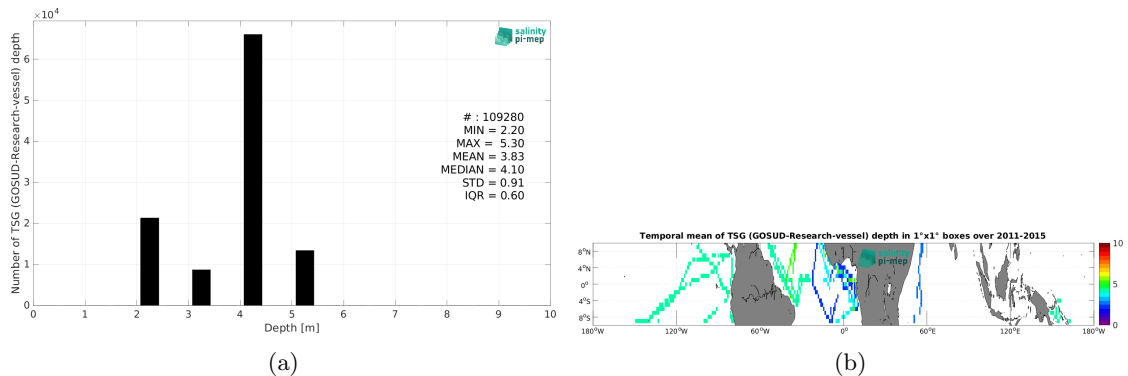 ×10⁴
Number of TSG (GOSUD-Research-vessel) depth
6
5
4
3
2
1
0
salinity
pi-mep
# : 109280
MIN = 2.20
MAX = 5.30
MEAN = 3.83
MEDIAN = 4.10
STD = 0.91
IQR = 0.60
0 1 2 3 4 5 6 7 8 9 10
Depth [m]
(a)
Temporal mean of TSG (GOSUD-Research-vessel) depth in 1°x1° boxes over 2011-2015
8°N
4°N
0°
4°S
8°S
salinity
pi-mep
180°W 120°W 60°W 0° 60°E 120°E 180°W
10
5
0
(b)